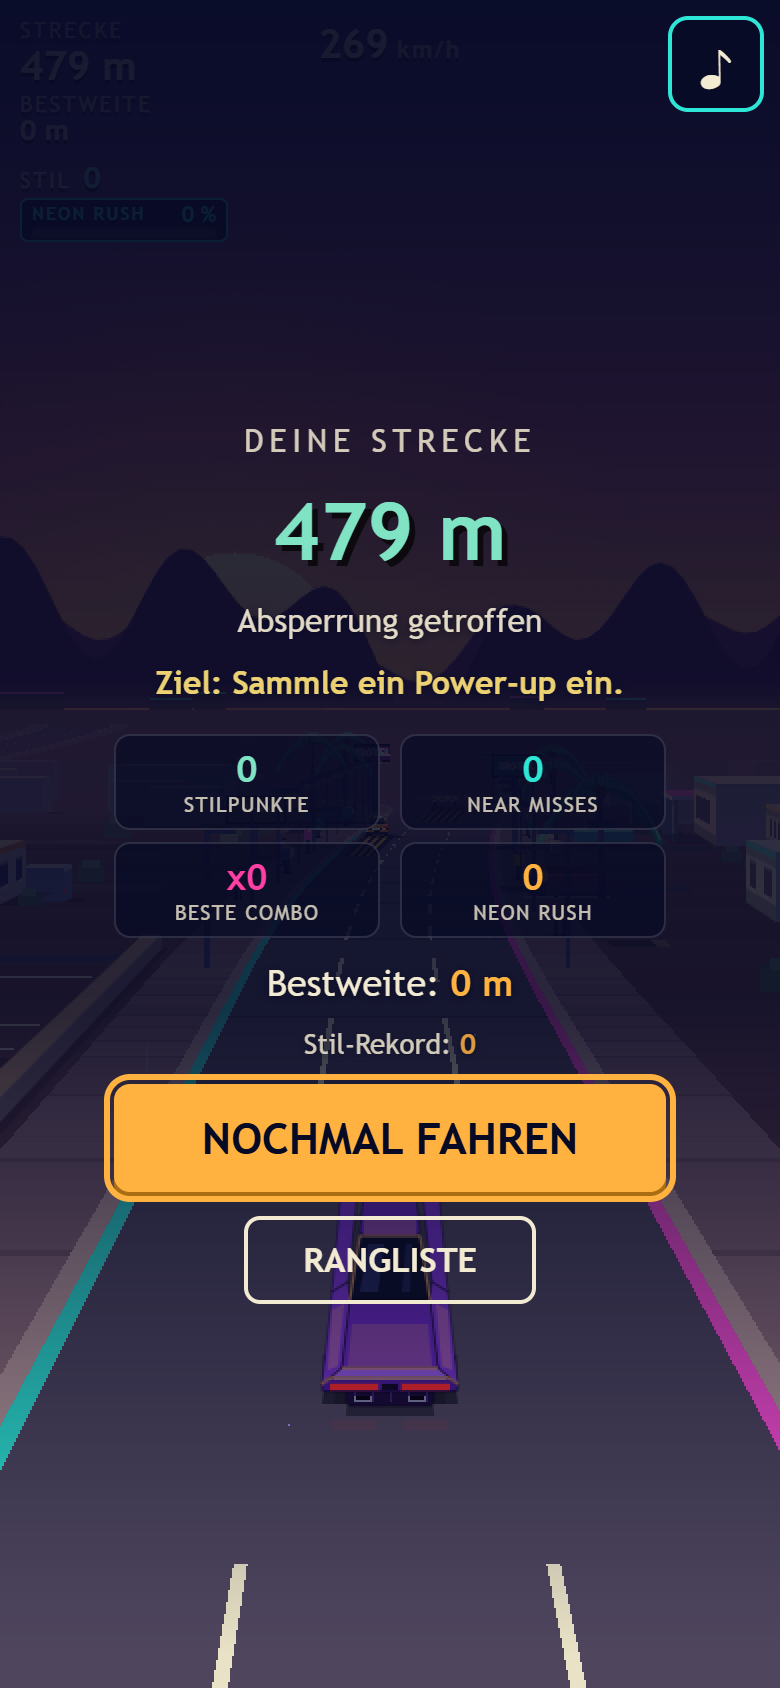 STRECKE
479 m
269 km/h
BESTWEITE
0 m
STIL 0
NEON RUSH 0 %
DEINE STRECKE
479 m
Absperrung getroffen
Ziel: Sammle ein Power-up ein.
0
STILPUNKTE
0
NEAR MISSES
x0
BESTE COMBO
0
NEON RUSH
Bestweite: 0 m
Stil-Rekord: 0
NOCHMAL FAHREN
RANGLISTE